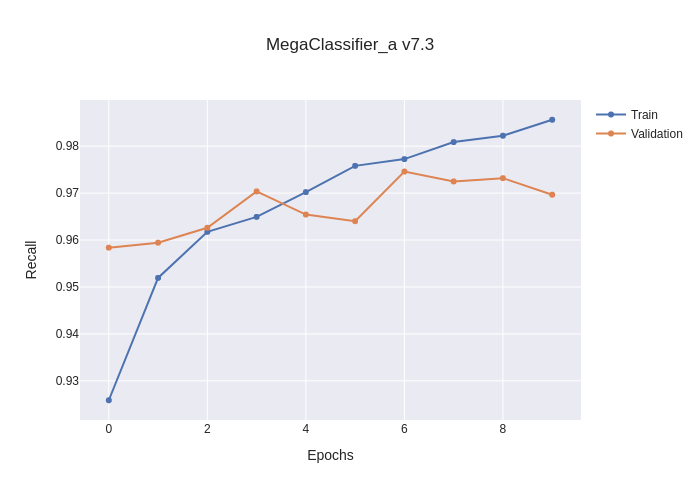 MegaClassifier_a v7.3
Train
Validation
0.98
0.97
0.96
0.95
0.94
0.93
Recall
0 2 4 6 8
Epochs